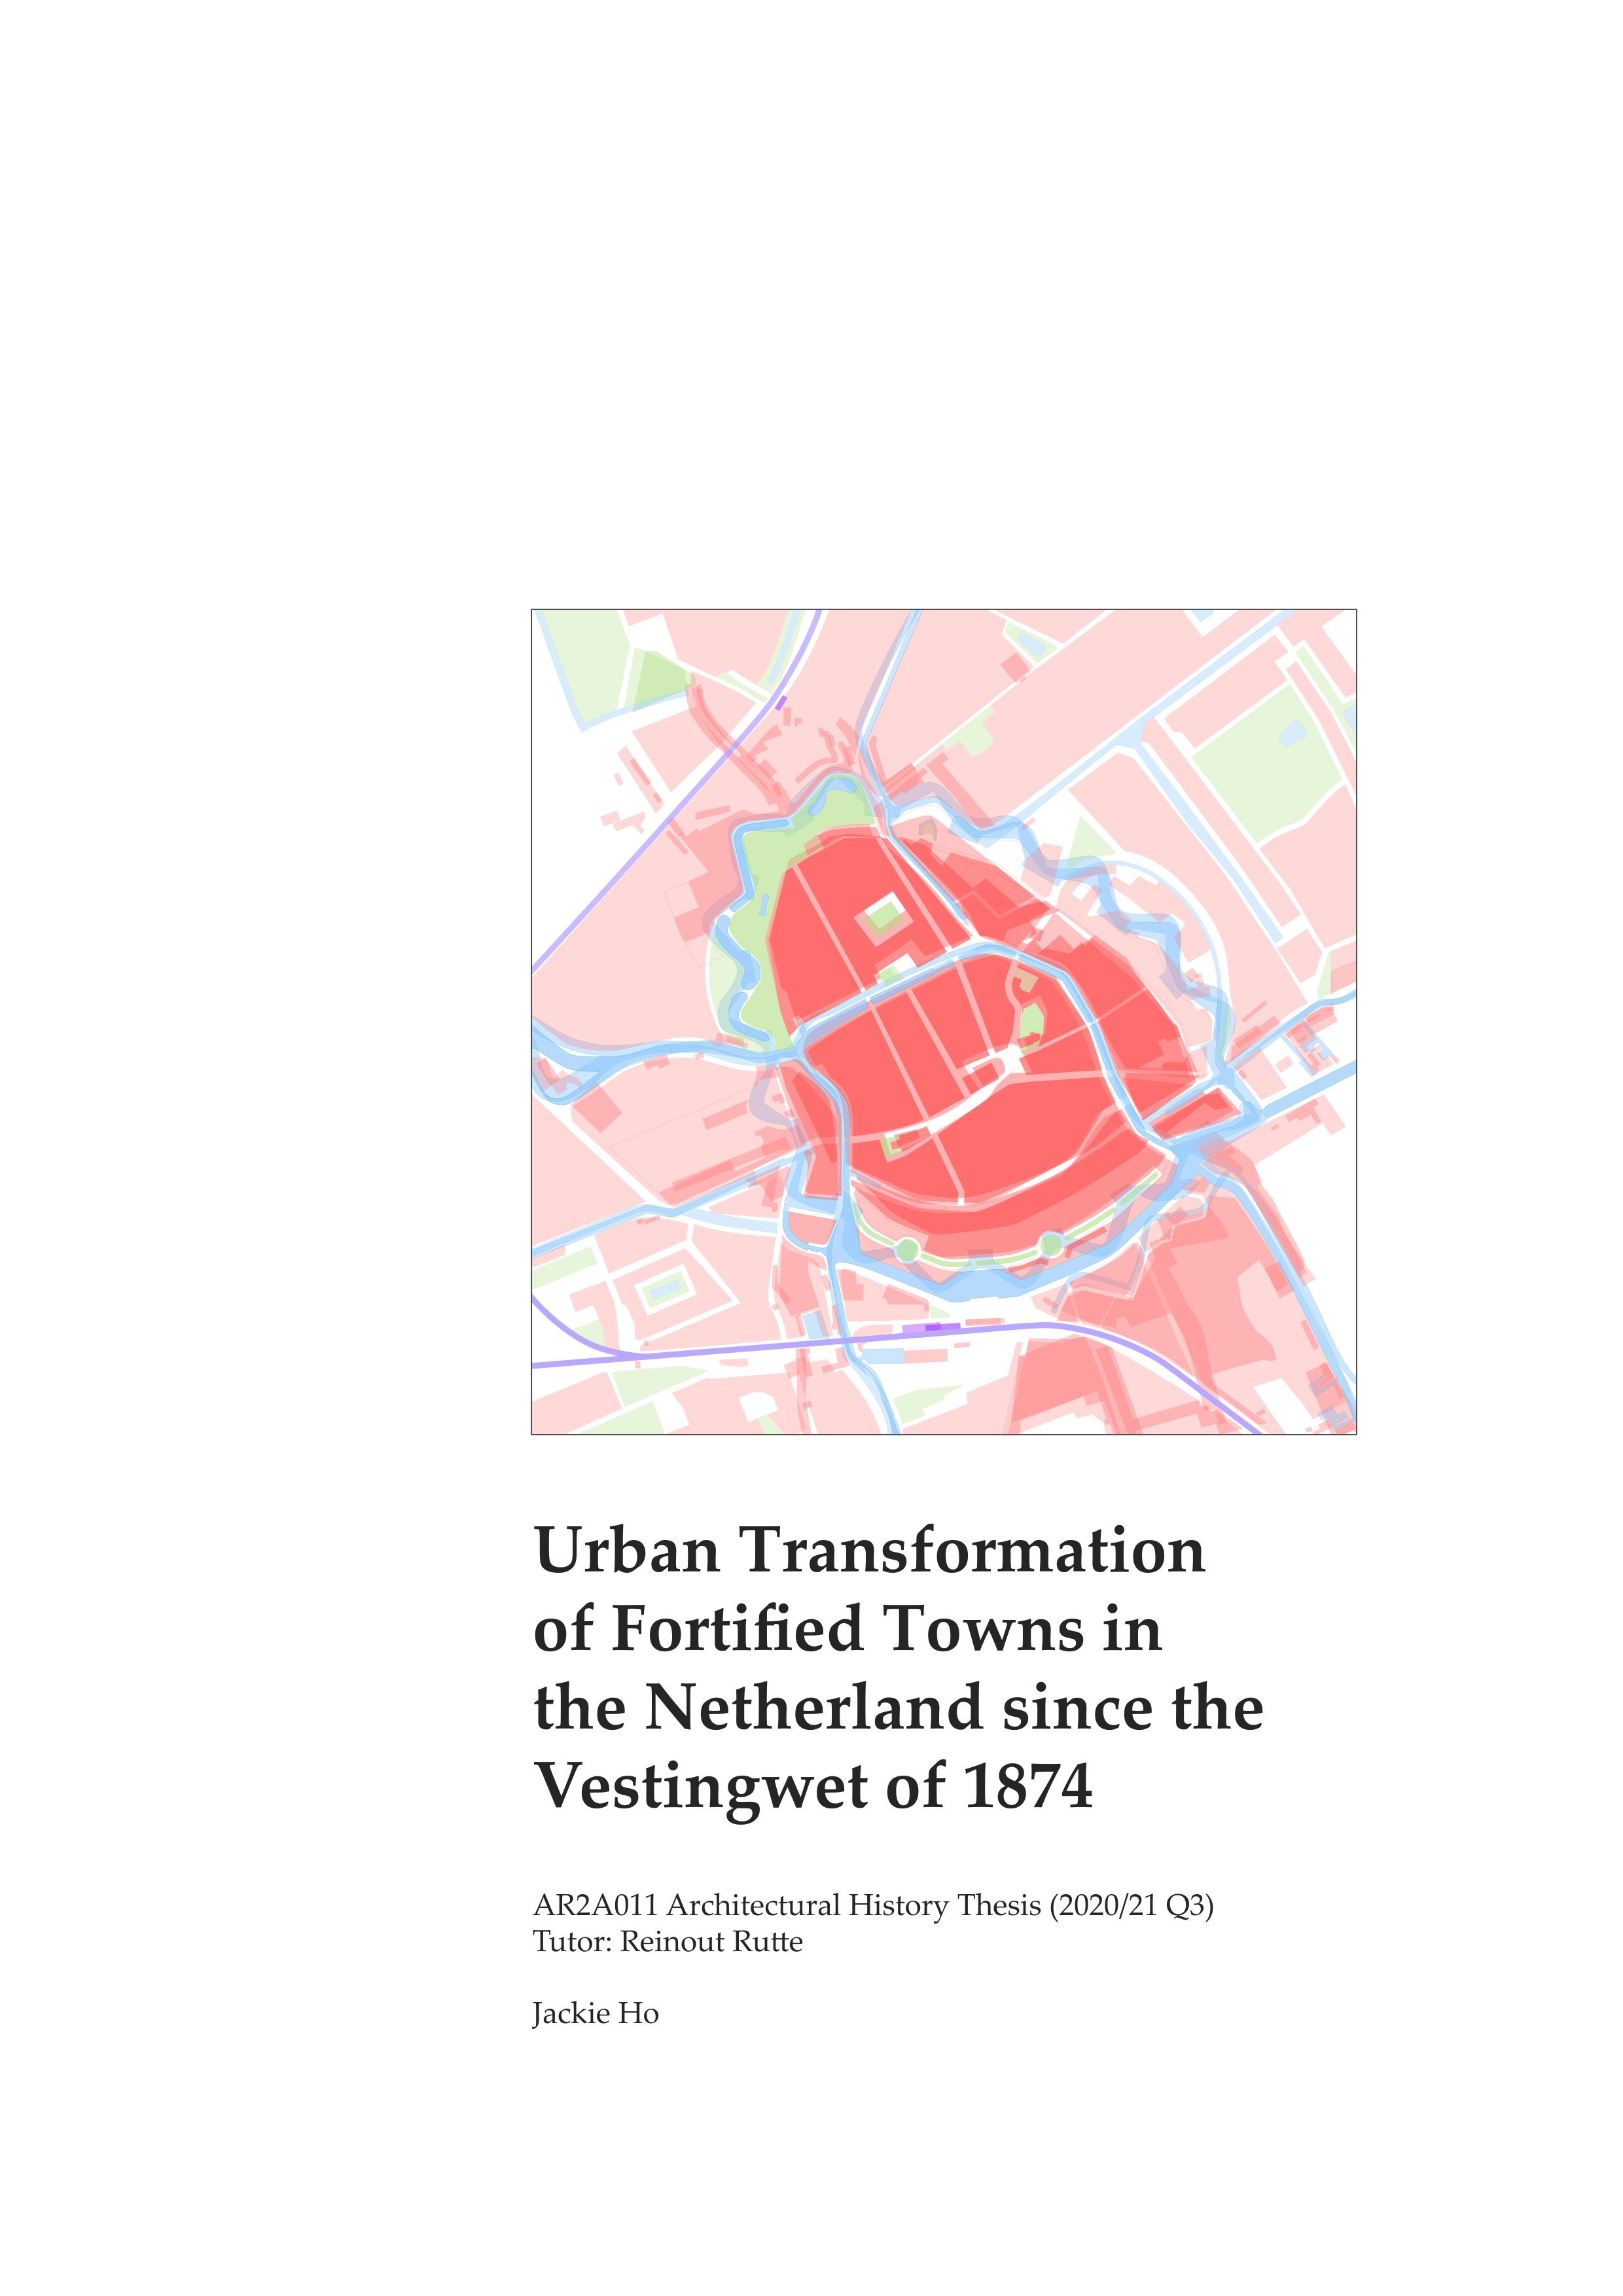 Urban Transformation
of Fortified Towns in
the Netherland since the
Vestingwet of 1874
AR2A011 Architectural History Thesis (2020/21 Q3)
Tutor: Reinout Rutte
Jackie Ho